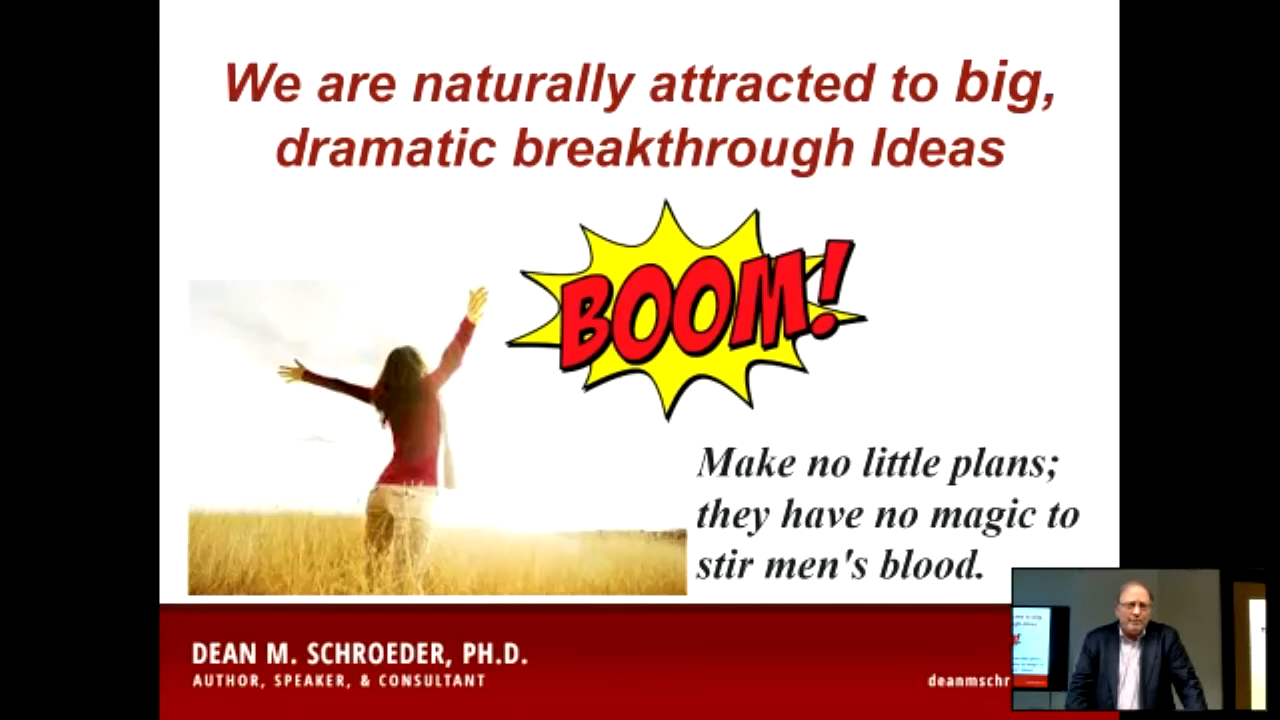 We are naturally attracted to big,
dramatic breakthrough Ideas
BOOM!
Make no little plans;
they have no magic to
stir men's blood.
DEAN M. SCHROEDER, PH.D.
AUTHOR, SPEAKER, & CONSULTANT
deanmschr